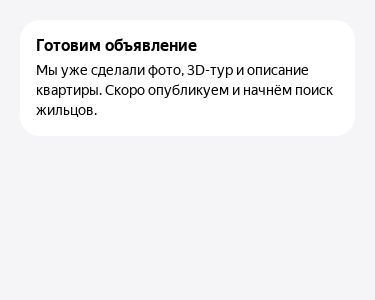 Готовим объявление
Мы уже сделали фото, 3D-тур и описание
квартиры. Скоро опубликуем и начнём поиск
жильцов.